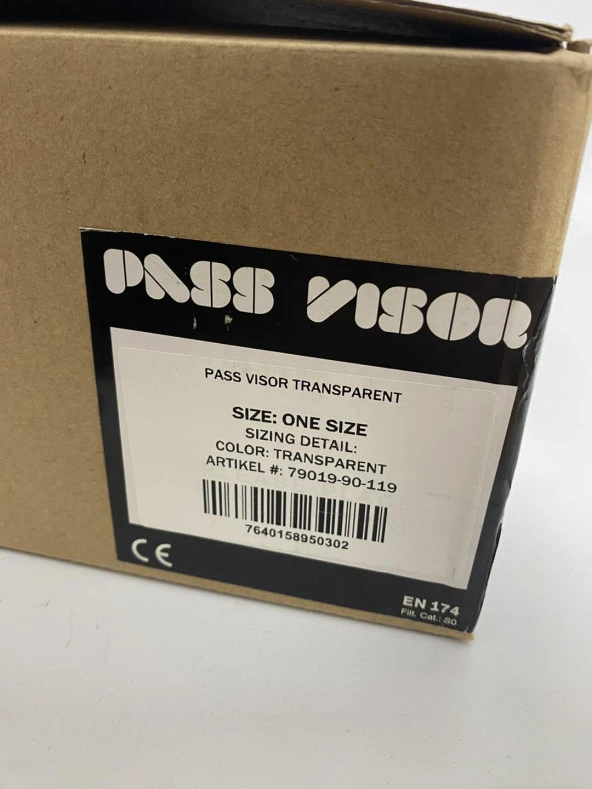 PASS VISOR
PASS VISOR TRANSPARENT
SIZE: ONE SIZE
SIZING DETAIL:
COLOR: TRANSPARENT
ARTIKEL #: 79019-90-119
7640158950302
CE
EN 174
Filt. Cat.: S0